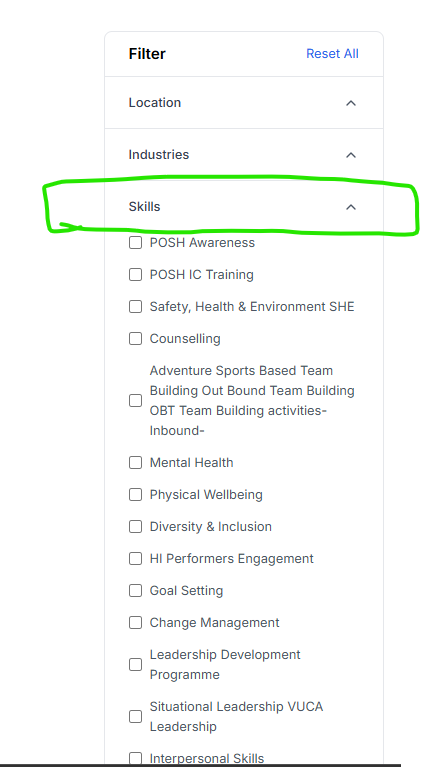 Filter
Reset All
Location
Industries
Skills
POSH Awareness
POSH IC Training
Safety, Health & Environment SHE
Counselling
Adventure Sports Based Team
Building Out Bound Team Building
OBT Team Building activities-
Inbound-
Mental Health
Physical Wellbeing
Diversity & Inclusion
HI Performers Engagement
Goal Setting
Change Management
Leadership Development
Programme
Situational Leadership VUCA
Leadership
Interpersonal Skills